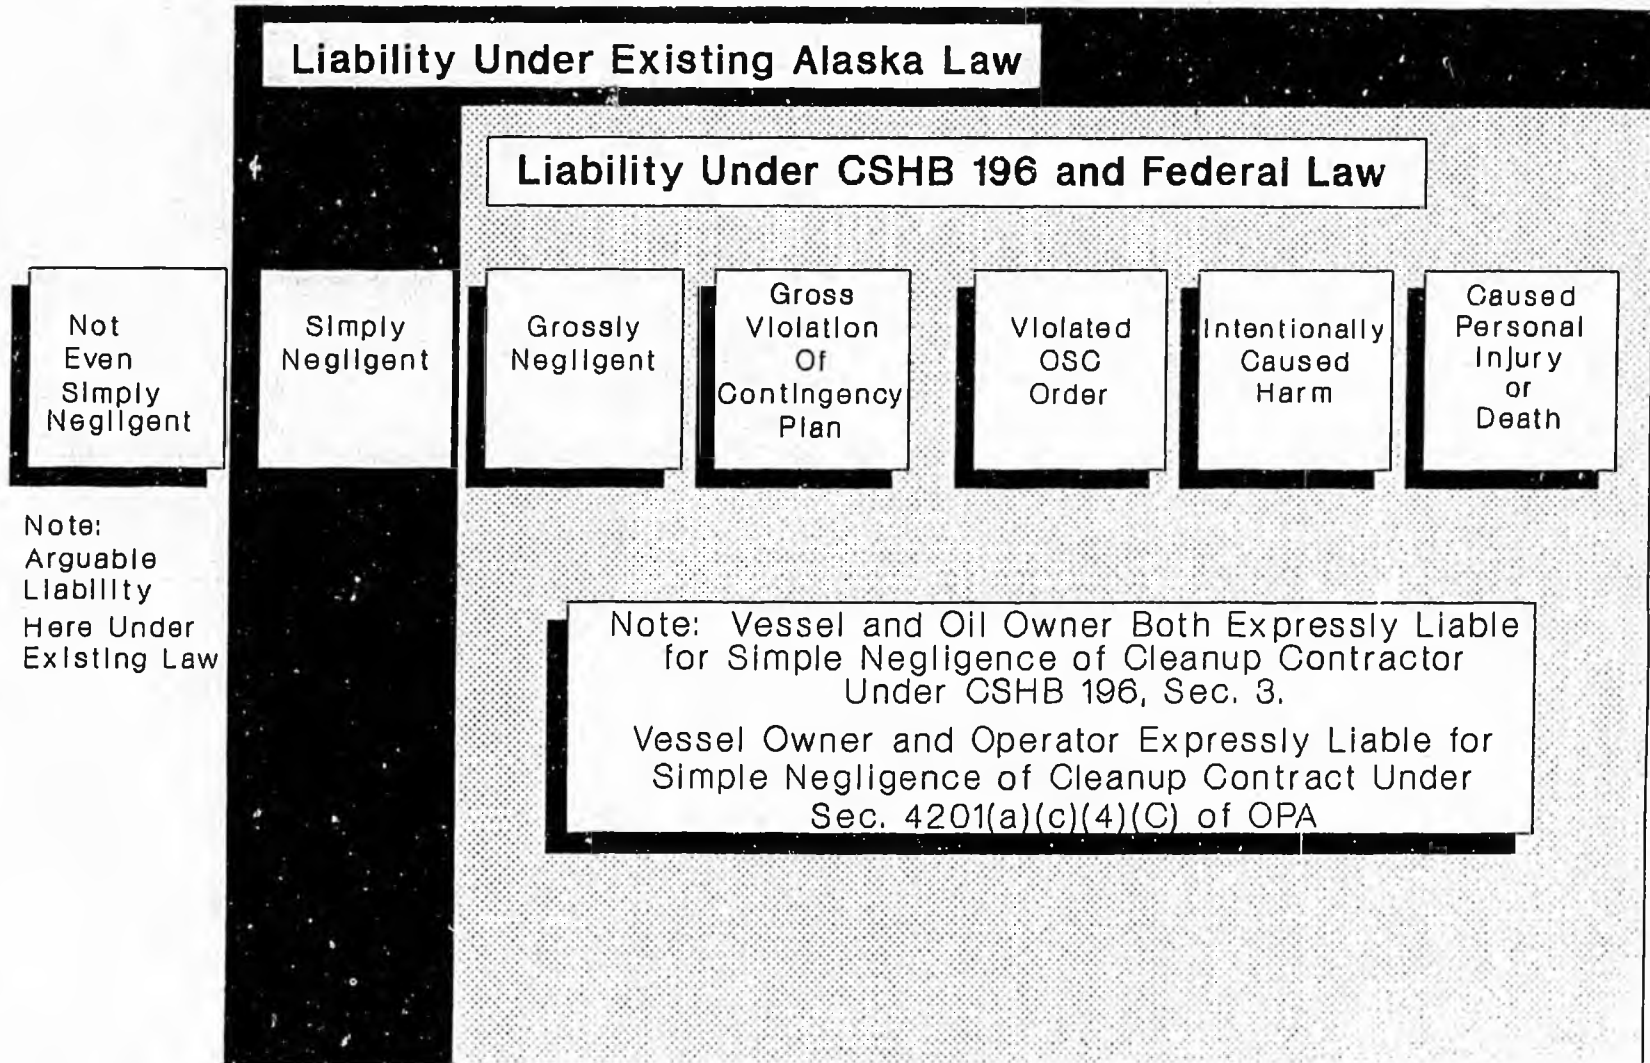 Liability Under Existing Alaska Law
Liability Under CSHB 196 and Federal Law
Not
Even
Simply
Negligent
Simply
Negligent
Grossly
Negligent
Gross
Violation
Of
Contingency
Plan
Violated
OSC
Order
Intentionally
Caused
Harm
Caused
Personal
Injury
or
Death
Note:
Arguable
Liability
Here Under
Existing Law
Note: Vessel and Oil Owner Both Expressly Liable
for Simple Negligence of Cleanup Contractor
Under CSHB 196, Sec. 3.
Vessel Owner and Operator Expressly Liable for
Simple Negligence of Cleanup Contract Under
Sec. 4201(a)(c)(4)(C) of OPA